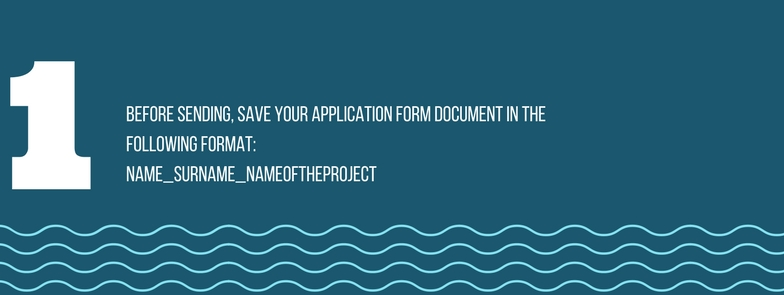 1
BEFORE SENDING, SAVE YOUR APPLICATION FORM DOCUMENT IN THE
FOLLOWING FORMAT:
NAME_SURNAME_NAMEOFTHEPROJECT